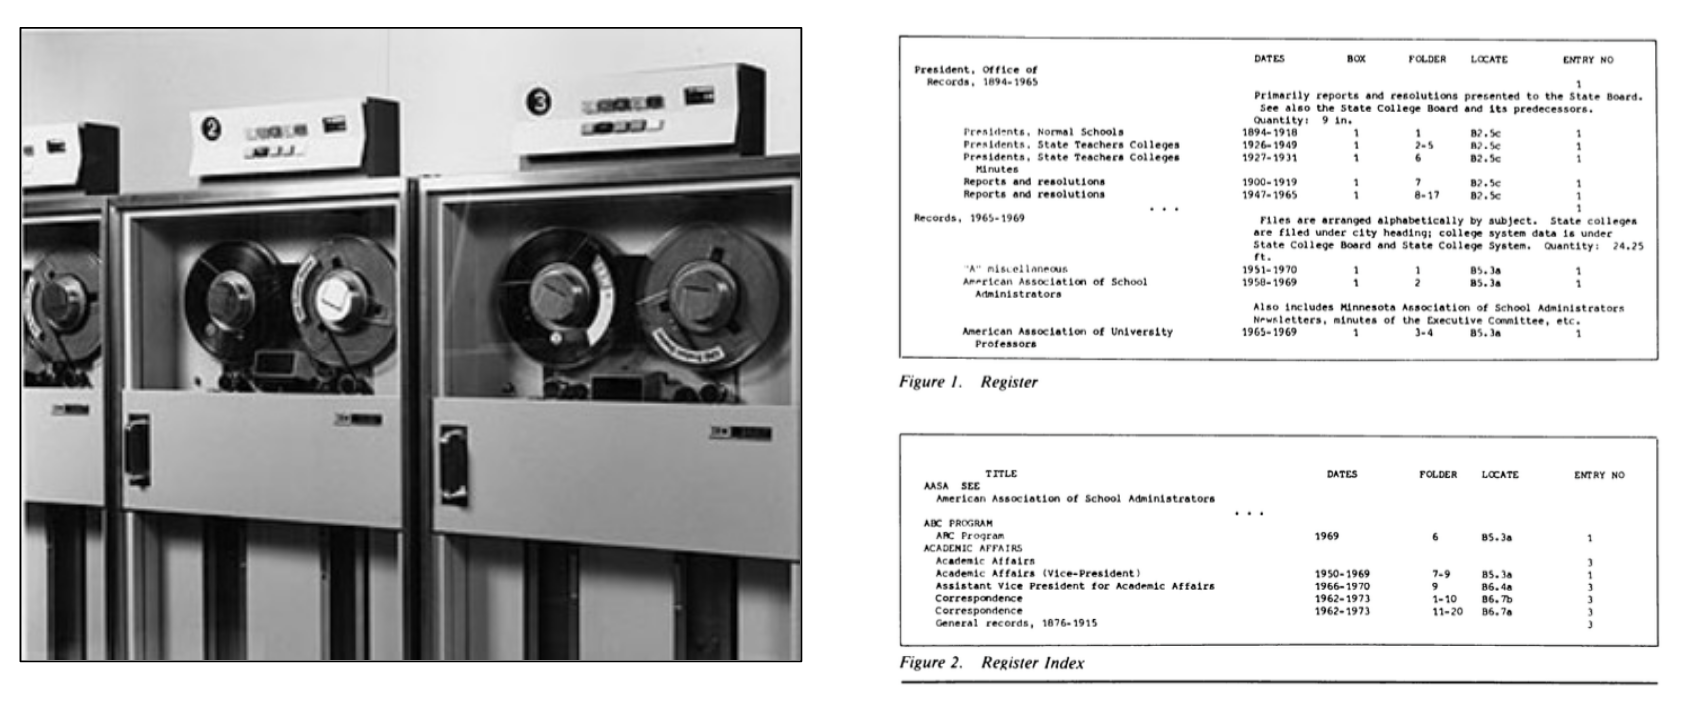 2
3
DATES BOX FOLDER LOCATE ENTRY NO
President, Office of
Records, 1894-1965 1
Primarily reports and resolutions presented to the State Board.
See also the State College Board and its predecessors.
Quantity: 9 in.
Presidents, Normal Schools 1894-1918 1 1 B2.5c 1
Presidents, State Teachers Colleges 1926-1949 1 2-5 B2.5c 1
Presidents, State Teachers Colleges 1927-1931 1 6 B2.5c 1
Minutes
Reports and resolutions 1900-1919 1 7 B2.5c 1
Reports and resolutions 1947-1965 1 8-17 B2.5c 1
. . . 1
Records, 1965-1969 Files are arranged alphabetically by subject. State colleges
are filed under city heading; college system data is under
State College Board and State College System. Quantity: 24.25
ft.
"A" miscellaneous 1951-1970 1 1 B5.3a 1
American Association of School 1958-1969 1 2 B5.3a 1
Administrators
Also includes Minnesota Association of School Administrators
Newsletters, minutes of the Executive Committee, etc.
American Association of University 1965-1969 1 3-4 B5.3a 1
Professors
Figure 1. Register
TITLE DATES FOLDER LOCATE ENTRY NO
AASA SEE
American Association of School Administrators
. . .
ABC PROGRAM
ABC Program 1969 6 B5.3a 1
ACADEMIC AFFAIRS
Academic Affairs 3
Academic Affairs (Vice-President) 1950-1969 7-9 B5.3a 1
Assistant Vice President for Academic Affairs 1966-1970 9 B6.4a 3
Correspondence 1962-1973 1-10 B6.7b 3
Correspondence 1962-1973 11-20 B6.7a 3
General records, 1876-1915 3
Figure 2. Register Index